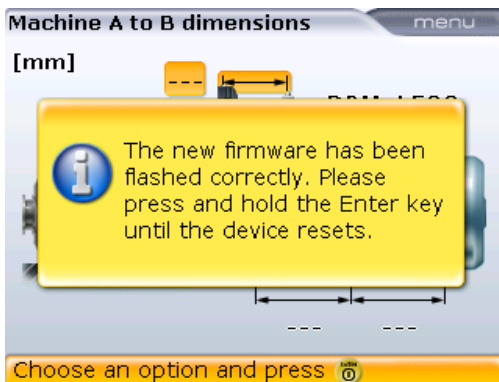 Machine A to B dimensions
menu
[mm]
---
The new firmware has been
flashed correctly. Please
press and hold the Enter key
until the device resets.
--- ---
Choose an option and press